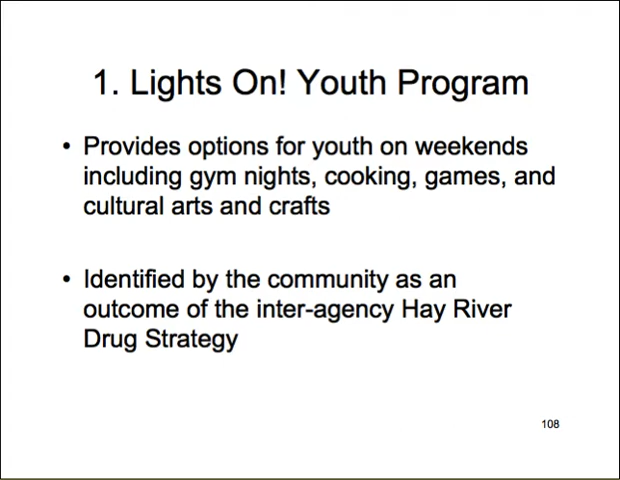 1. Lights On! Youth Program
• Provides options for youth on weekends
including gym nights, cooking, games, and
cultural arts and crafts
• Identified by the community as an
outcome of the inter-agency Hay River
Drug Strategy
108